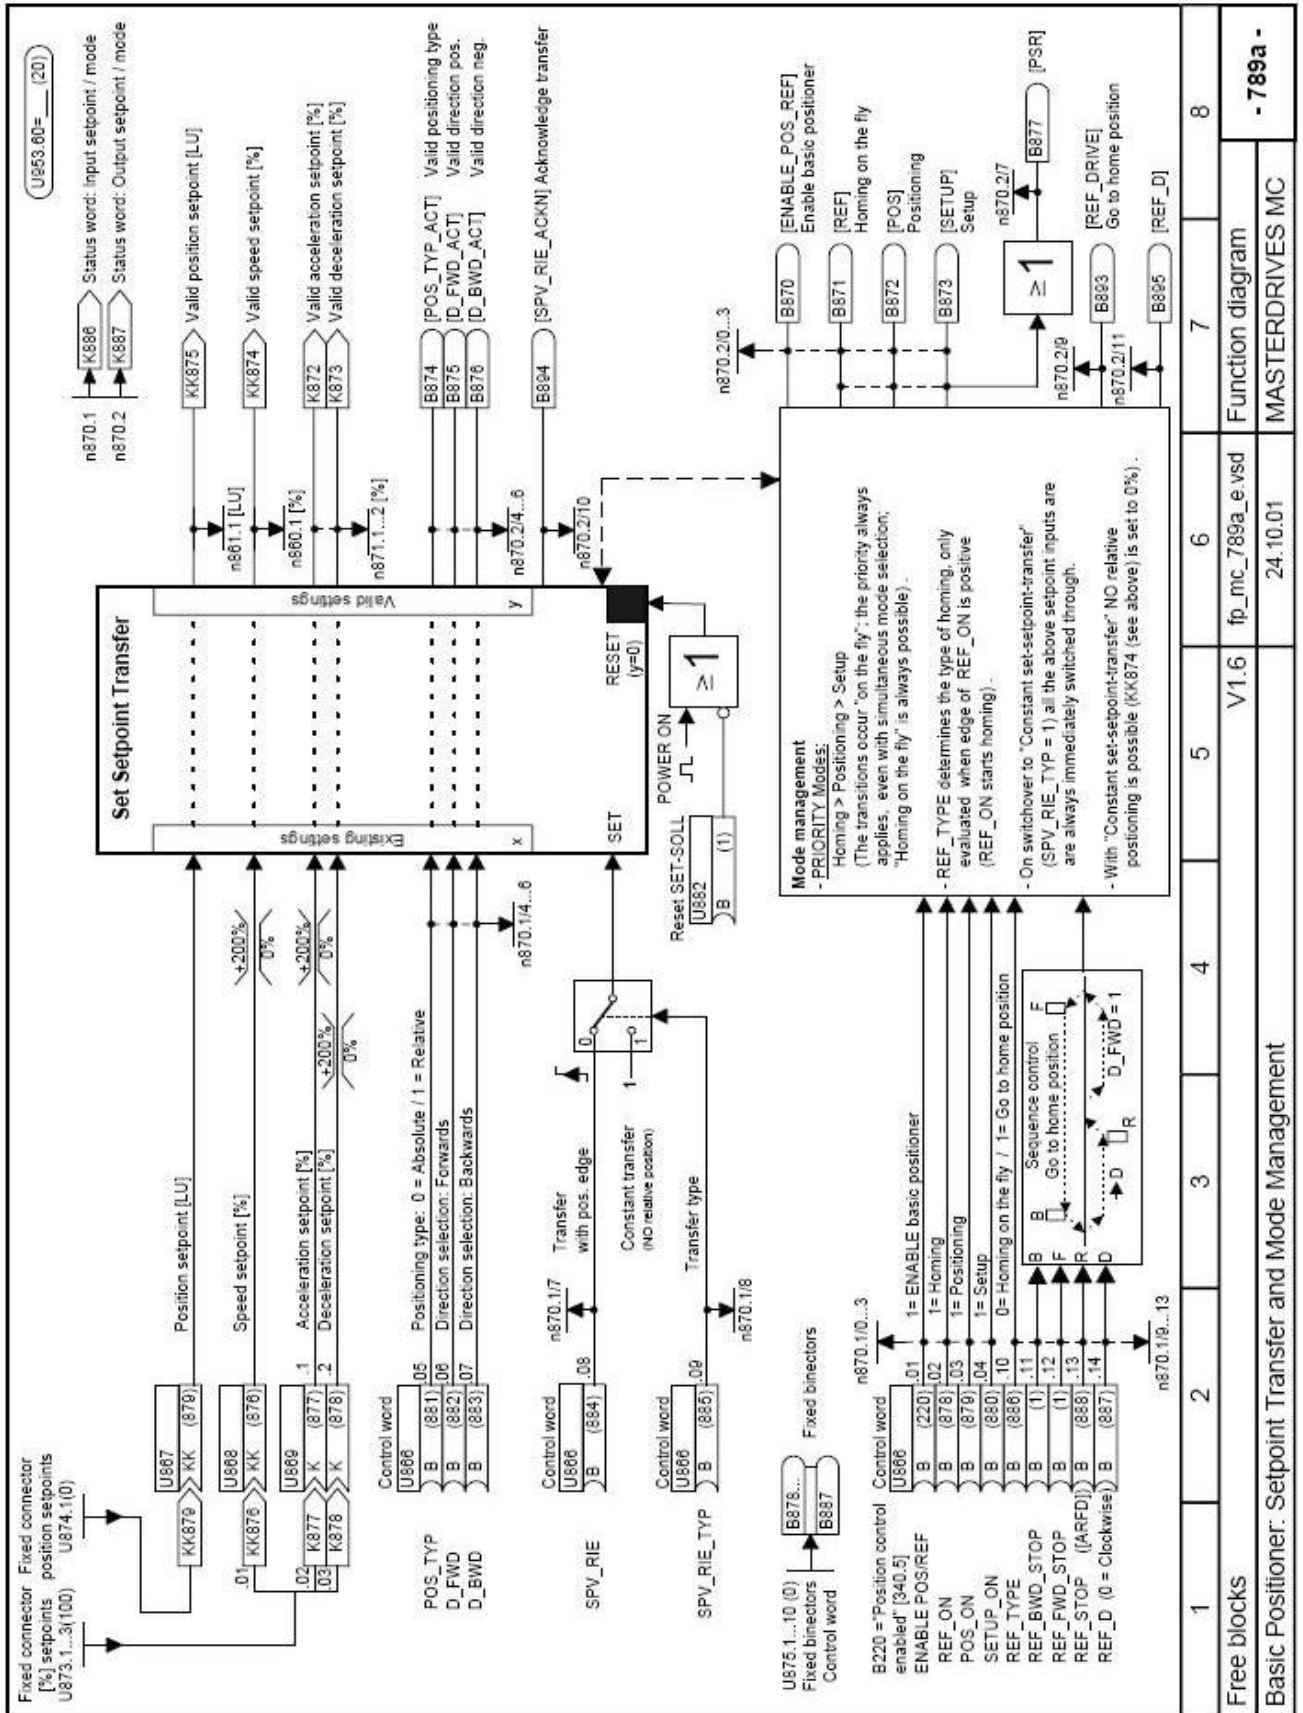 Fixed connector
[%] setpoints
U873.1...3(100)
Fixed connector
position setpoints
U874.1(0)
U953.60=___(20)
n870.1
K886
Status word: Input setpoint / mode
n870.2
K887
Status word: Output setpoint / mode
KK879
U867
KK (879)
Position setpoint [LU]
.01
KK876
U868
KK (876)
Speed setpoint [%]
+200%
0%
.02
K877
.03
K878
U869
K (877) .1
K (878) .2
Acceleration setpoint [%]
Deceleration setpoint [%]
+200%
0%
+200%
0%
Set Setpoint Transfer
Existing settings
x
Valid settings
y
SET
RESET
(y=0)
KK875
Valid position setpoint [LU]
n861.1 [LU]
KK874
Valid speed setpoint [%]
n860.1 [%]
K872
Valid acceleration setpoint [%]
K873
Valid deceleration setpoint [%]
n871.1...2 [%]
Control word
U866
POS_TYP
B (881) .05
Positioning type: 0 = Absolute / 1 = Relative
D_FWD
B (882) .06
Direction selection: Forwards
D_BWD
B (883) .07
Direction selection: Backwards
n870.1/4...6
B874
[POS_TYP_ACT] Valid positioning type
B875
[D_FWD_ACT] Valid direction pos.
B876
[D_BWD_ACT] Valid direction neg.
n870.2/4...6
B894
[SPV_RIE_ACKN] Acknowledge transfer
n870.2/10
SPV_RIE
Control word
U866
B (884) .08
n870.1/7
Transfer
with pos. edge
Constant transfer
(NO relative position)
0
1
1
SPV_RIE_TYP
Control word
U866
B (885) .09
n870.1/8
Transfer type
Reset SET-SOLL
U882
B (1)
POWER ON
≥1
U875.1...10 (0)
Fixed binectors
Control word
B878...
B887
Fixed binectors
B220 ="Position control
enabled" [340.5]
Control word
U866
n870.1/0...3
ENABLE POS/REF
B (220) .01
1= ENABLE basic positioner
REF_ON
B (878) .02
1= Homing
POS_ON
B (879) .03
1= Positioning
SETUP_ON
B (880) .04
1= Setup
REF_TYPE
B (886) .10
0= Homing on the fly / 1= Go to home position
REF_BWD_STOP
B (1) .11
REF_FWD_STOP
B (1) .12
REF_STOP ([ARFD])
B (888) .13
REF_D (0 = Clockwise)
B (887) .14
n870.1/9...13
B
F
R
D
Sequence control
Go to home position
B
F
R
D
D_FWD = 1
Mode management
- PRIORITY Modes:
Homing > Positioning > Setup
(The transitions occur "on the fly"; the priority always
applies, even with simultaneous mode selection;
"Homing on the fly" is always possible) .
- REF_TYPE determines the type of homing, only
evaluated when edge of REF_ON is positive
(REF_ON starts homing) .
- On switchover to "Constant set-setpoint-transfer"
(SPV_RIE_TYP = 1) all the above setpoint inputs are
are always immediately switched through.
- With "Constant set-setpoint-transfer" NO relative
postioning is possible (KK874 (see above) is set to 0%) .
n870.2/0...3
B870
[ENABLE_POS_REF]
Enable basic positioner
B871
[REF]
Homing on the fly
B872
[POS]
Positioning
B873
[SETUP]
Setup
≥1
n870.2/7
B877
[PSR]
n870.2/9
B893
[REF_DRIVE]
Go to home position
n870.2/11
B895
[REF_D]
1 2 3 4 5 6 7 8
Free blocks
V1.6
fp_mc_789a_e.vsd
Function diagram
- 789a -
Basic Positioner: Setpoint Transfer and Mode Management
24.10.01
MASTERDRIVES MC